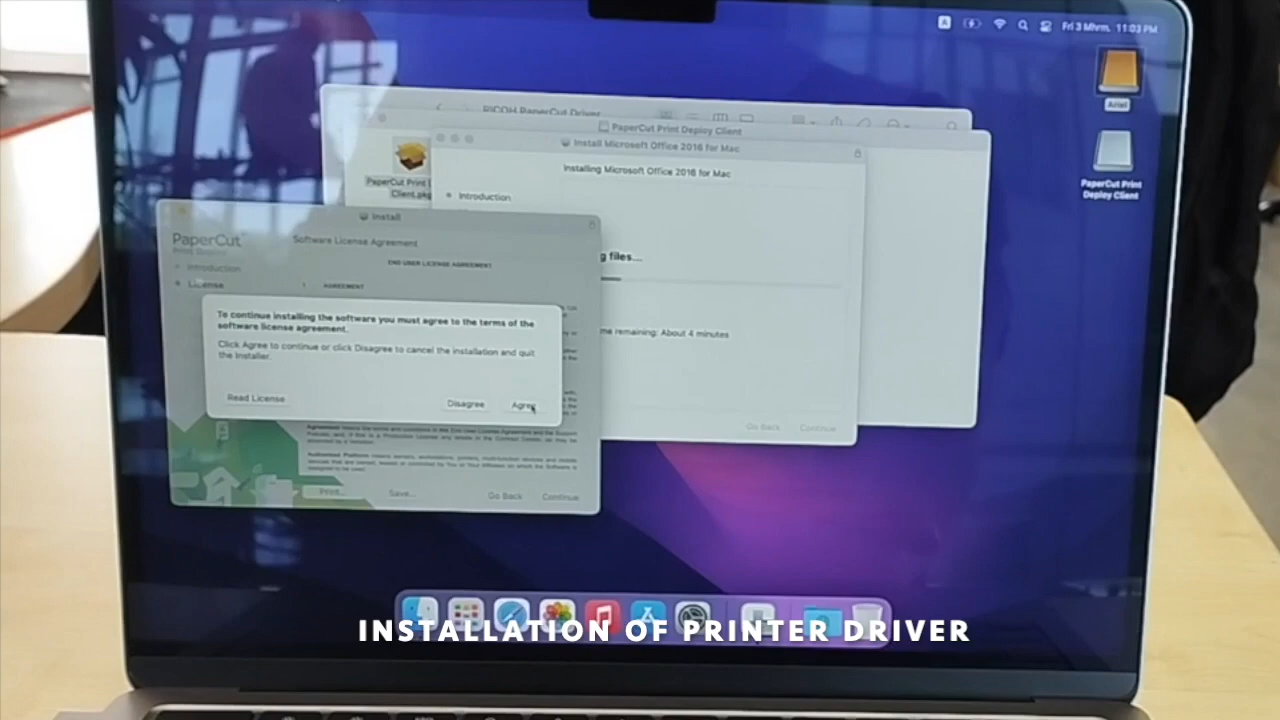 A
Fri 3 Mhrm. 11:03 PM
Ariel
PaperCut Print
Deploy Client
RICOH PaperCut Driver
PaperCut Print Deploy Client
PaperCut Print
Client.pkg
Install Microsoft Office 2016 for Mac
Installing Microsoft Office 2016 for Mac
Introduction
g files...
me remaining: About 4 minutes
Go Back
Continue
Install
PaperCut
Print Deploy
Software License Agreement
Introduction
License
END USER LICENSE AGREEMENT
1 AGREEMENT
To continue installing the software you must agree to the terms of the
software license agreement.
Click Agree to continue or click Disagree to cancel the installation and quit
the Installer.
Read License
Disagree
Agree
Print...
Save...
Go Back
Continue
INSTALLATION OF PRINTER DRIVER